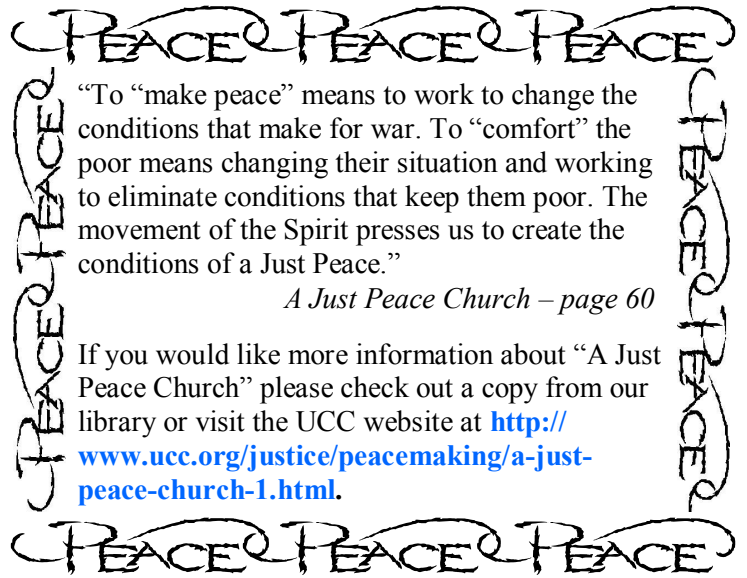 PEACE PEACE PEACE
“To “make peace” means to work to change the
conditions that make for war. To “comfort” the
poor means changing their situation and working
to eliminate conditions that keep them poor. The
movement of the Spirit presses us to create the
conditions of a Just Peace.”
A Just Peace Church – page 60
If you would like more information about “A Just
Peace Church” please check out a copy from our
library or visit the UCC website at http://
www.ucc.org/justice/peacemaking/a-just-
peace-church-1.html.
PEACE PEACE
PEACE PEACE
PEACE PEACE PEACE